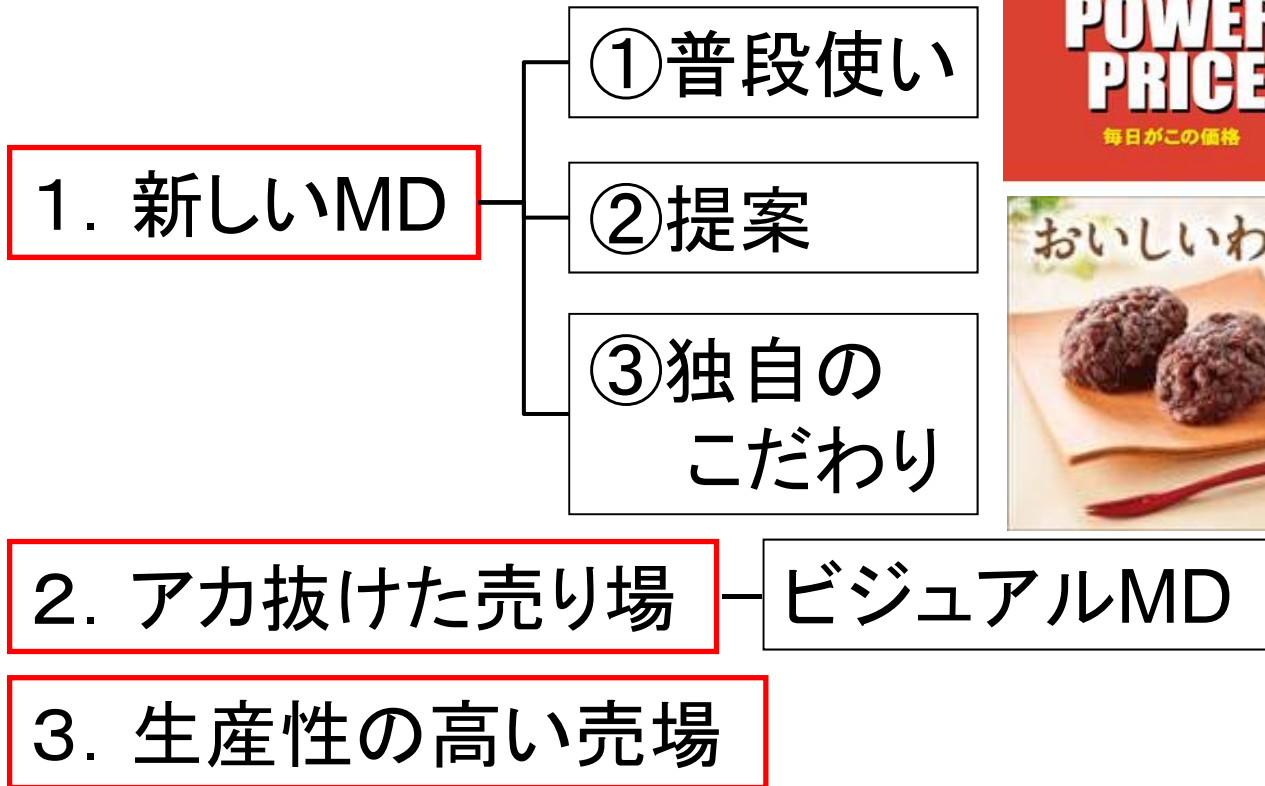 ①普段使い
1. 新しいMD
②提案
③独自の
こだわり
POWER
PRICE
毎日がこの価格
おいしいわ
2. アカ抜けた売り場
ビジュアルMD
3. 生産性の高い売場